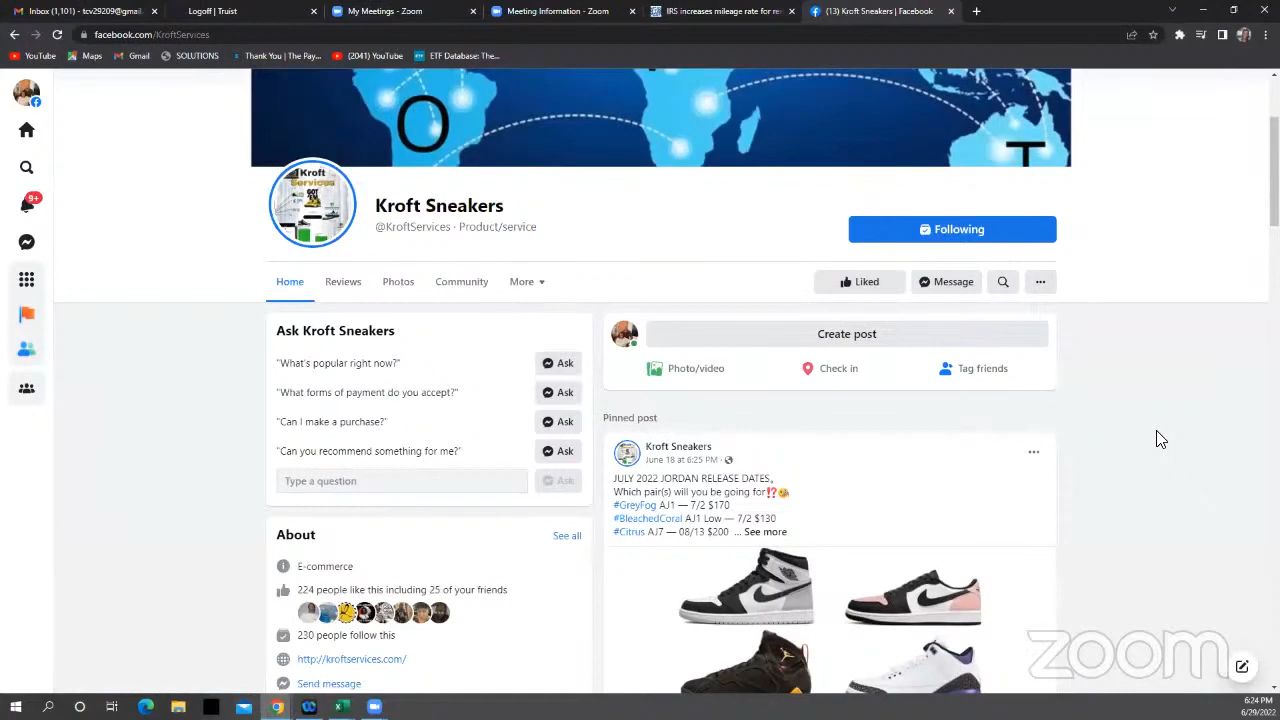 Inbox (1,101) - tcv29209@gmail.
Logoff | Trust
My Meetings - Zoom
Meeting Information - Zoom
IRS increases mileage rate for re
(13) Kroft Sneakers | Facebook
facebook.com/KroftServices
YouTube
Maps
Gmail
SOLUTIONS
Thank You | The Pay...
(2041) YouTube
ETF Database: The...
O
T
Kroft
Services
GOT
9+
Kroft Sneakers
@KroftServices · Product/service
Following
Home
Reviews
Photos
Community
More
Liked
Message
Ask Kroft Sneakers
"What's popular right now?"
Ask
"What forms of payment do you accept?"
Ask
"Can I make a purchase?"
Ask
"Can you recommend something for me?"
Ask
Type a question
Ask
About
See all
E-commerce
224 people like this including 25 of your friends
230 people follow this
http://kroftservices.com/
Send message
Create post
Photo/video
Check in
Tag friends
Pinned post
Kroft Sneakers
June 18 at 6:25 PM ·
JULY 2022 JORDAN RELEASE DATES,
Which pair(s) will you be going for⁉️🧐
#GreyFog AJ1 — 7/2 $170
#BleachedCoral AJ1 Low — 7/2 $130
#Citrus AJ7 — 08/13 $200 ... See more
zoom
6:24 PM
6/29/2022